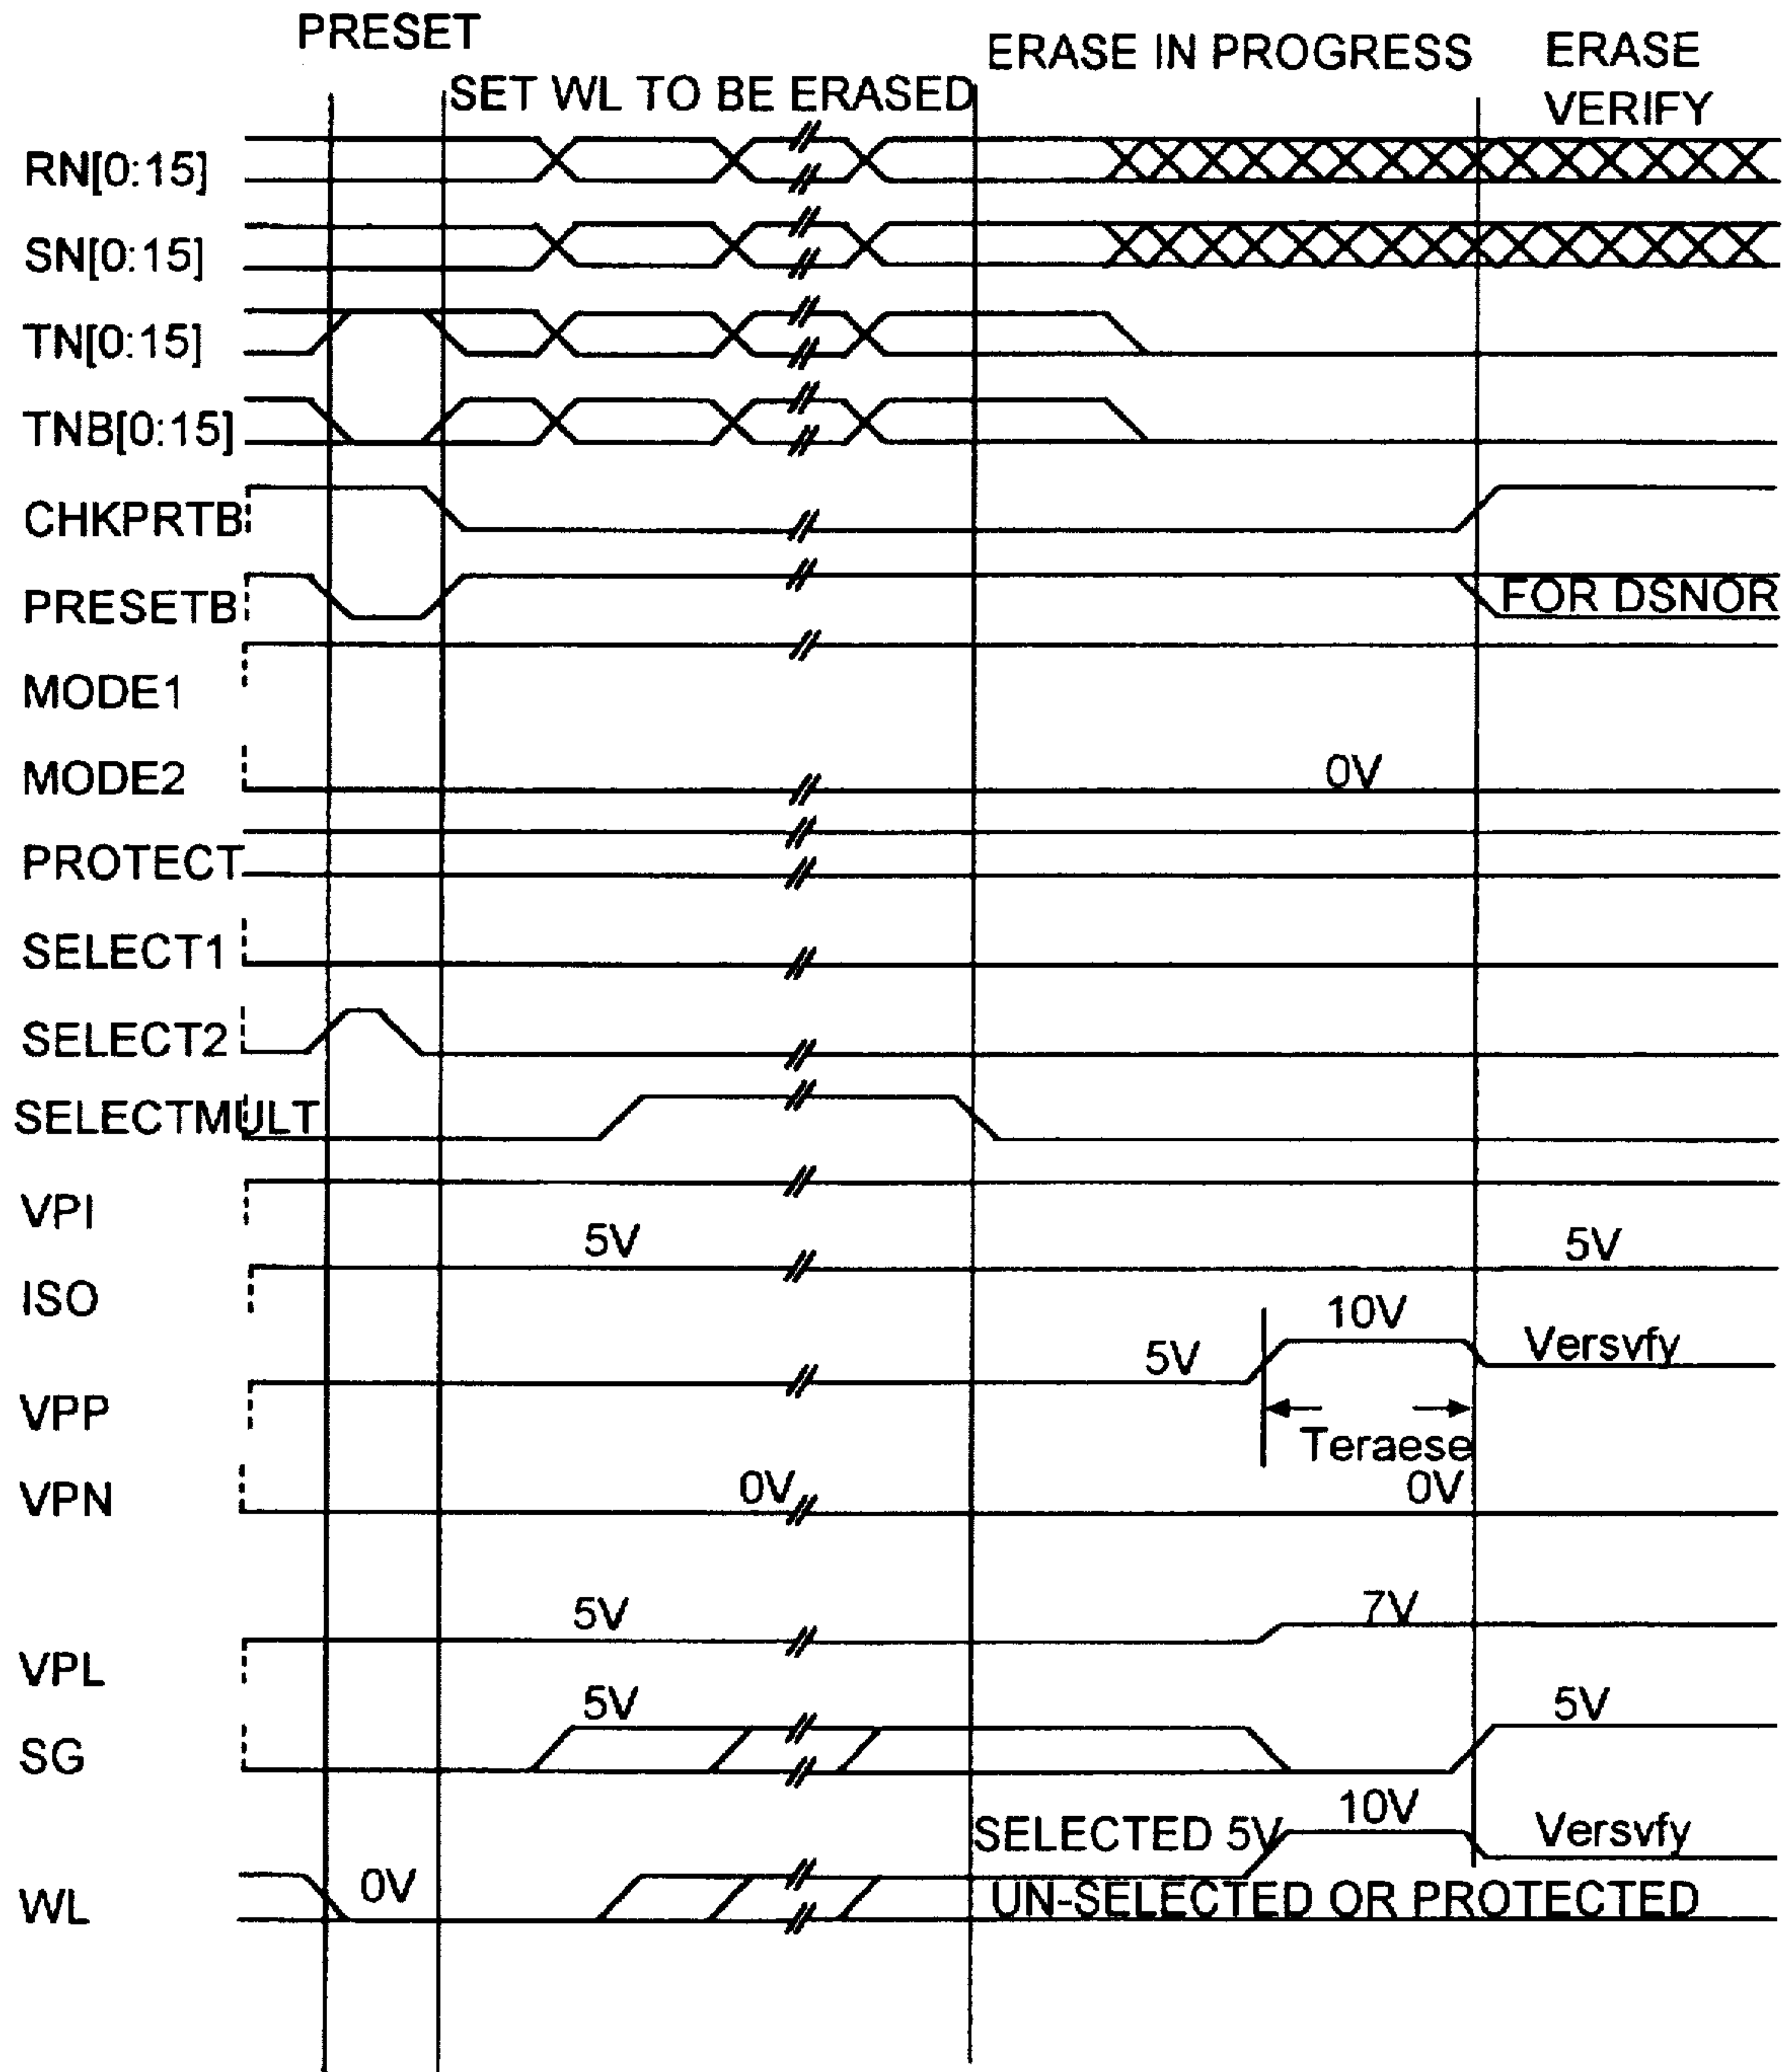 PRESET
SET WL TO BE ERASED
ERASE IN PROGRESS
ERASE
VERIFY
RN[0:15]
SN[0:15]
TN[0:15]
TNB[0:15]
CHKPRTB
PRESETB
FOR DSNOR
MODE1
MODE2
0V
PROTECT
SELECT1
SELECT2
SELECTMULT
VPI
5V
5V
ISO
10V
5V
Versvfy
VPP
Teraese
VPN
0V
0V
5V
7V
VPL
5V
5V
SG
SELECTED 5V
10V
Versvfy
WL
0V
UN-SELECTED OR PROTECTED